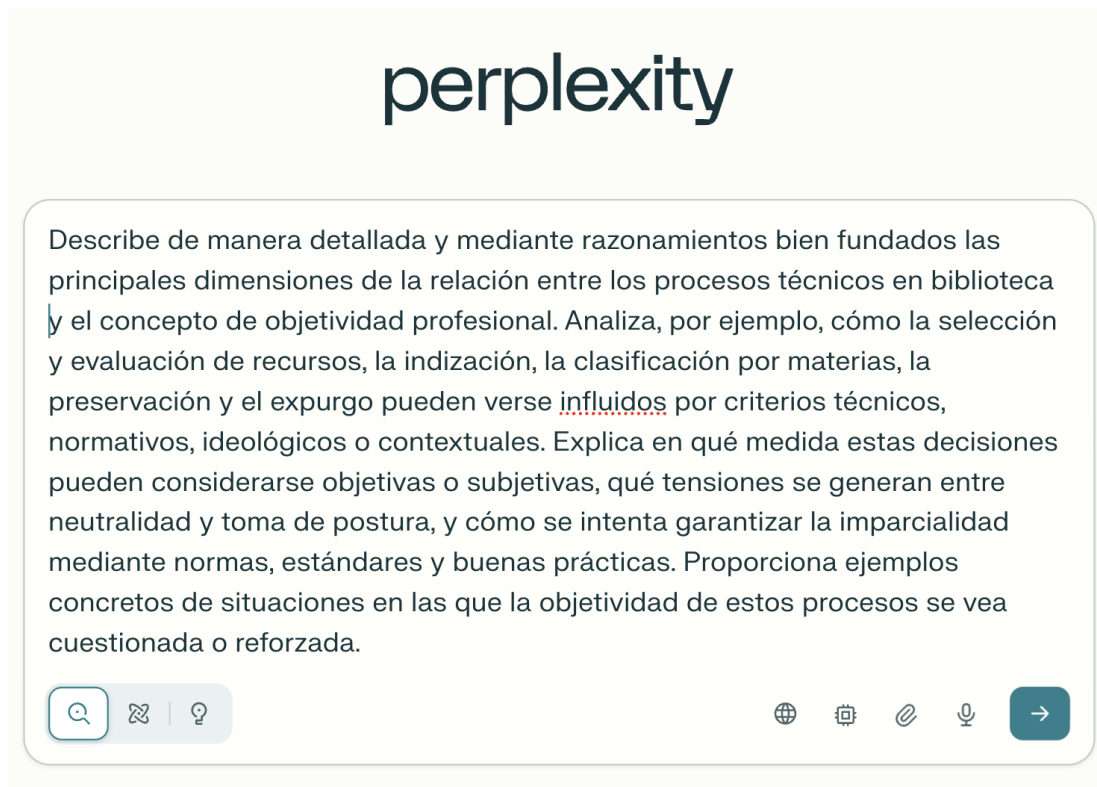 perplexity
Describe de manera detallada y mediante razonamientos bien fundados las
principales dimensiones de la relación entre los procesos técnicos en biblioteca
y el concepto de objetividad profesional. Analiza, por ejemplo, cómo la selección
y evaluación de recursos, la indización, la clasificación por materias, la
preservación y el expurgo pueden verse influidos por criterios técnicos,
normativos, ideológicos o contextuales. Explica en qué medida estas decisiones
pueden considerarse objetivas o subjetivas, qué tensiones se generan entre
neutralidad y toma de postura, y cómo se intenta garantizar la imparcialidad
mediante normas, estándares y buenas prácticas. Proporciona ejemplos
concretos de situaciones en las que la objetividad de estos procesos se vea
cuestionada o reforzada.